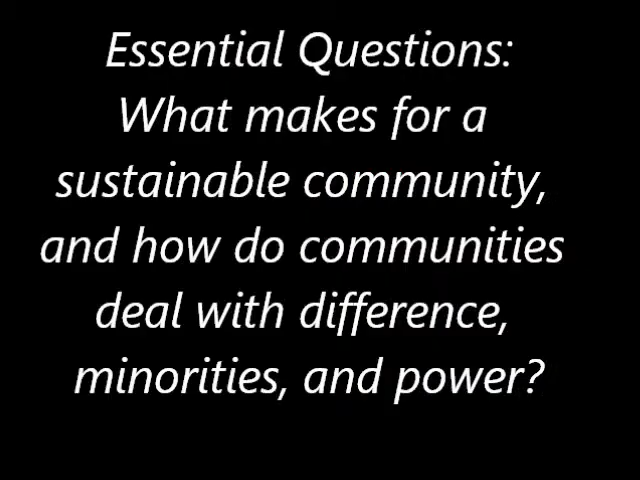 Essential Questions:
What makes for a
sustainable community,
and how do communities
deal with difference,
minorities, and power?